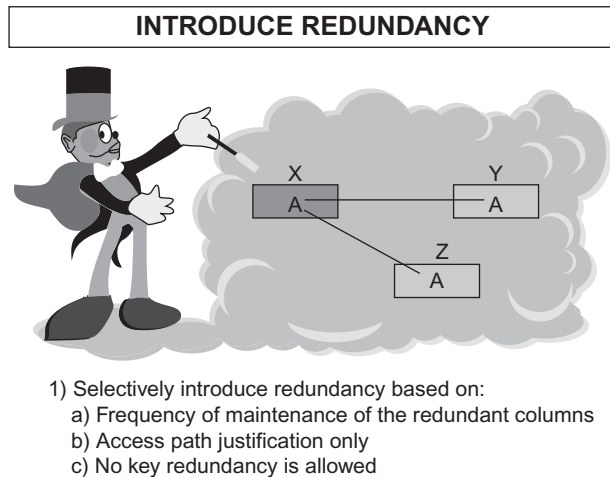 INTRODUCE REDUNDANCY
X
Y
A
A
Z
A
1) Selectively introduce redundancy based on:
a) Frequency of maintenance of the redundant columns
b) Access path justification only
c) No key redundancy is allowed